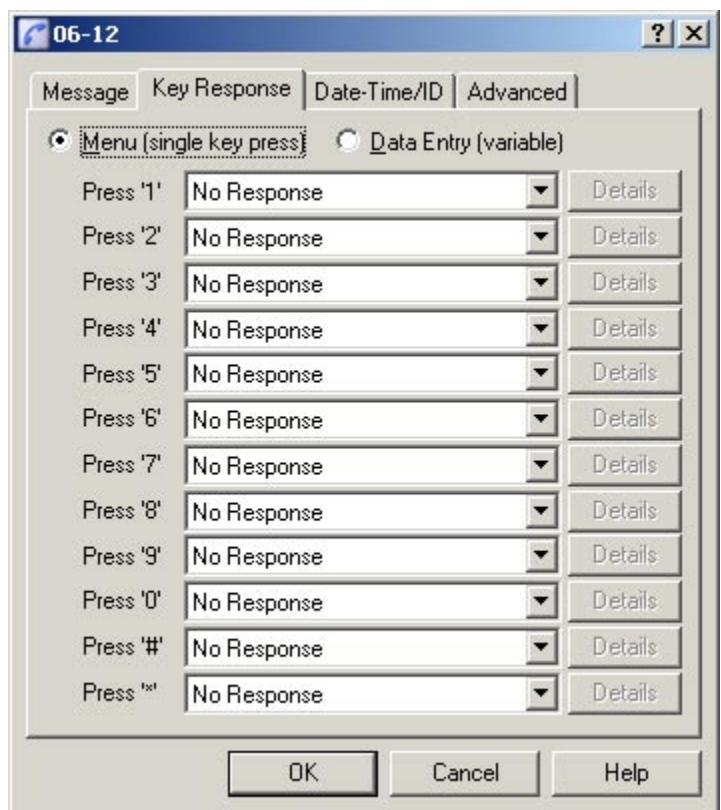 06-12
Message Key Response Date-Time/ID Advanced
Menu (single key press) Data Entry (variable)
Press '1' No Response Details
Press '2' No Response Details
Press '3' No Response Details
Press '4' No Response Details
Press '5' No Response Details
Press '6' No Response Details
Press '7' No Response Details
Press '8' No Response Details
Press '9' No Response Details
Press '0' No Response Details
Press '#' No Response Details
Press '*' No Response Details
OK Cancel Help